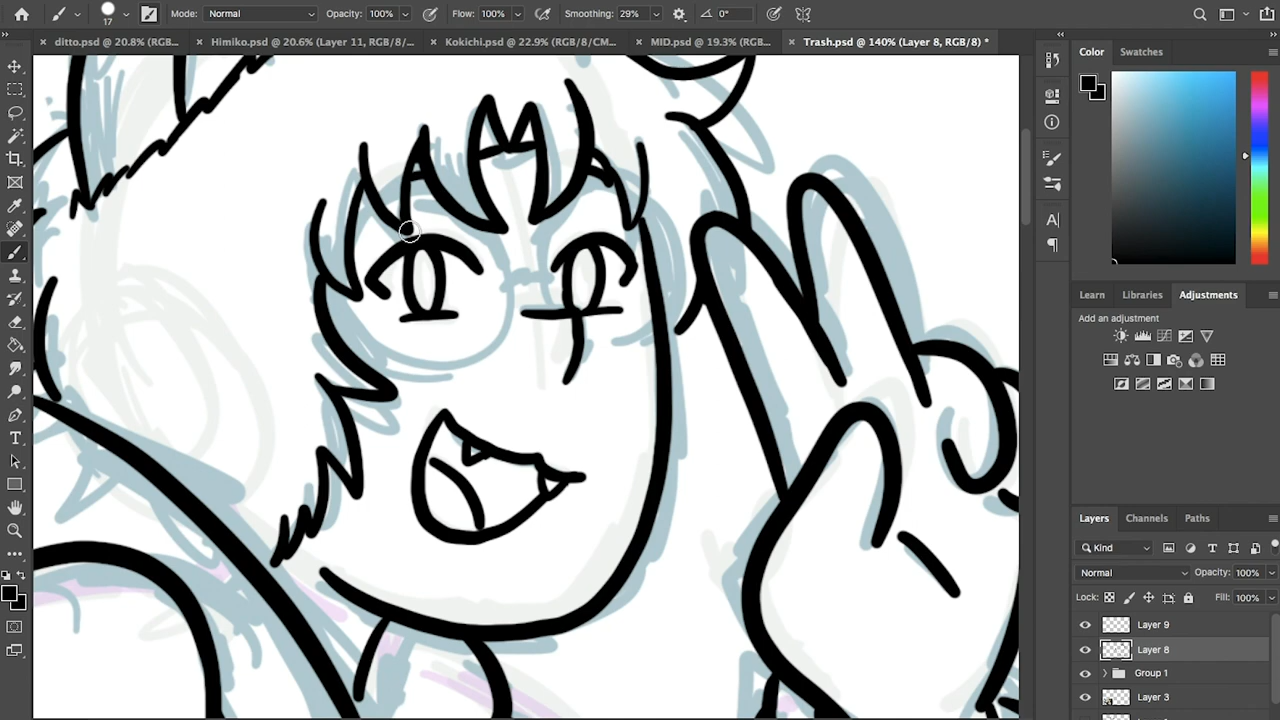 17 Mode: Normal Opacity: 100% Flow: 100% Smoothing: 29% 0°
ditto.psd @ 20.8% (RGB... Himiko.psd @ 20.6% (Layer 11, RGB/8/... Kokichi.psd @ 22.9% (RGB/8/CM... MID.psd @ 19.3% (RGB... Trash.psd @ 140% (Layer 8, RGB/8) *
Color Swatches
Learn Libraries Adjustments
Add an adjustment
Layers Channels Paths
Kind
Normal Opacity: 100%
Lock: Fill: 100%
Layer 9
Layer 8
Group 1
Layer 3